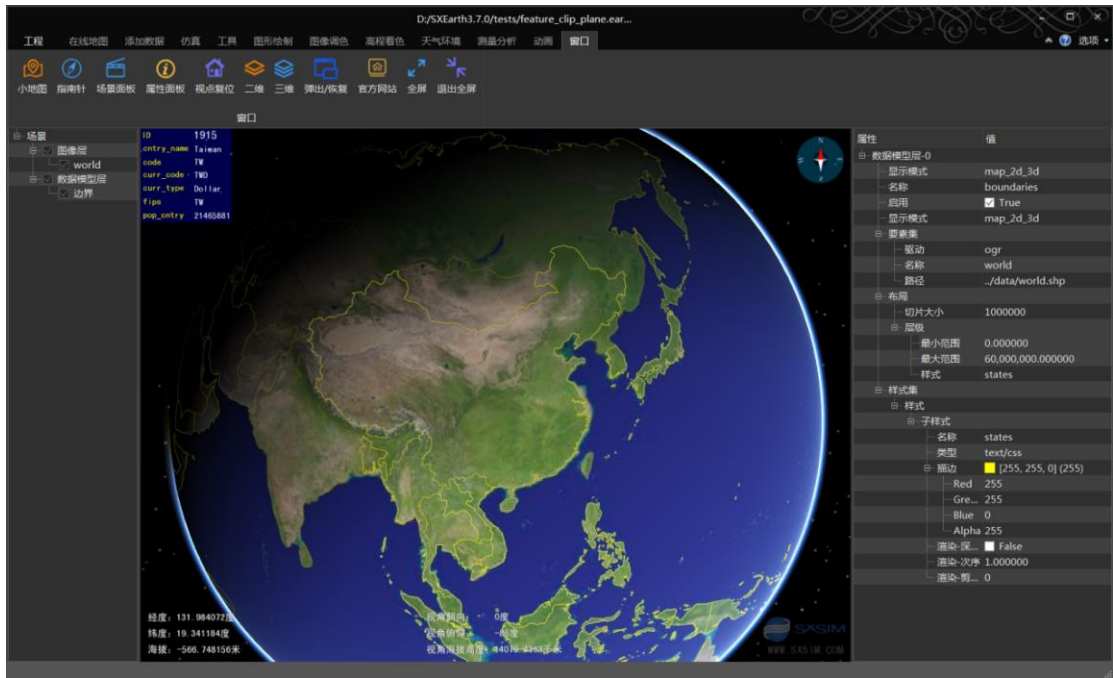 D:/SXEarth3.7.0/tests/feature_clip_plane.ear...
工程 在线地图 添加数据 仿真 工具 图形绘制 图像调色 高程着色 天气环境 测量分析 动画 窗口 选项
小地图 指南针 场景面板 属性面板 视点复位 二维 三维 弹出/恢复 官方网站 全屏 退出全屏
窗口
场景
图像层
world
数据模型层
边界
ID 1915
cntry_name Taiwan
code TW
curr_code TWD
curr_type Dollar
fips TW
pop_cntry 21465881
经度：131.984072度
纬度：19.341184度
海拔：-566.748156米
视角朝向： 0度
视角俯仰： -85度
SXSIM
WWW.SXSIM.COM
属性 值
数据模型层-0
显示模式 map_2d_3d
名称 boundaries
启用 True
显示模式 map_2d_3d
要素集
驱动 ogr
名称 world
路径 ../data/world.shp
布局
切片大小 1000000
层级
最小范围 0.000000
最大范围 60,000,000.000000
样式 states
样式集
样式
子样式
名称 states
类型 text/css
描边 [255, 255, 0] (255)
Red 255
Gre... 255
Blue 0
Alpha 255
渲染-深... False
渲染-次序 1.000000
渲染-剪... 0